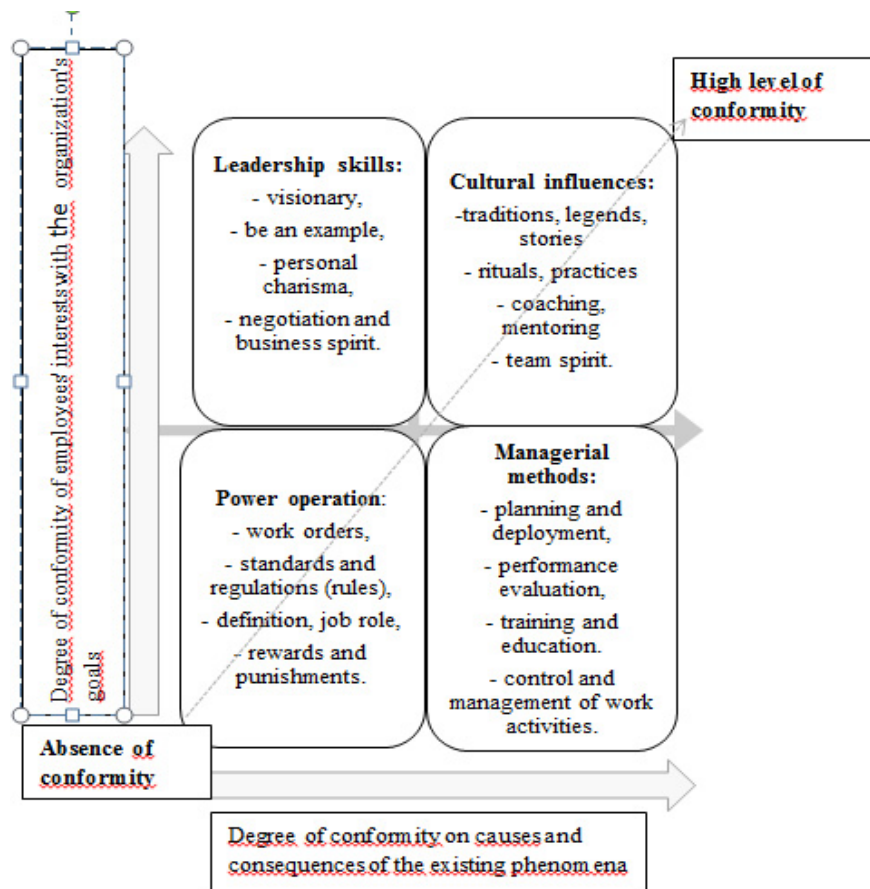 Degree of conformity of employees' interests with the organization's
goals
High level of
conformity
Leadership skills:
- visionary,
- be an example,
- personal
charisma,
- negotiation and
business spirit.
Cultural influences:
-traditions, legends,
stories
- rituals, practices
- coaching,
mentoring
- team spirit.
Power operation:
- work orders,
- standards and
regulations (rules),
- definition, job role,
- rewards and
punishments.
Managerial
methods:
- planning and
deployment,
- performance
evaluation,
- training and
education.
- control and
management of work
activities.
Absence of
conformity
Degree of conformity on causes and
consequences of the existing phenomena